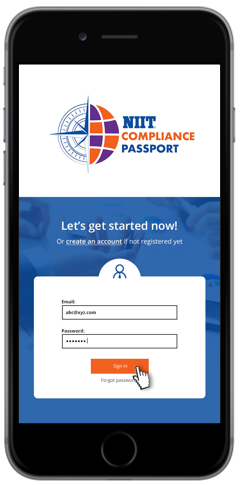 NIIT
COMPLIANCE
PASSPORT
Let's get started now!
Or create an account if not registered yet
Email:
abc@xyz.com
Password:
Sign in
Forgot password